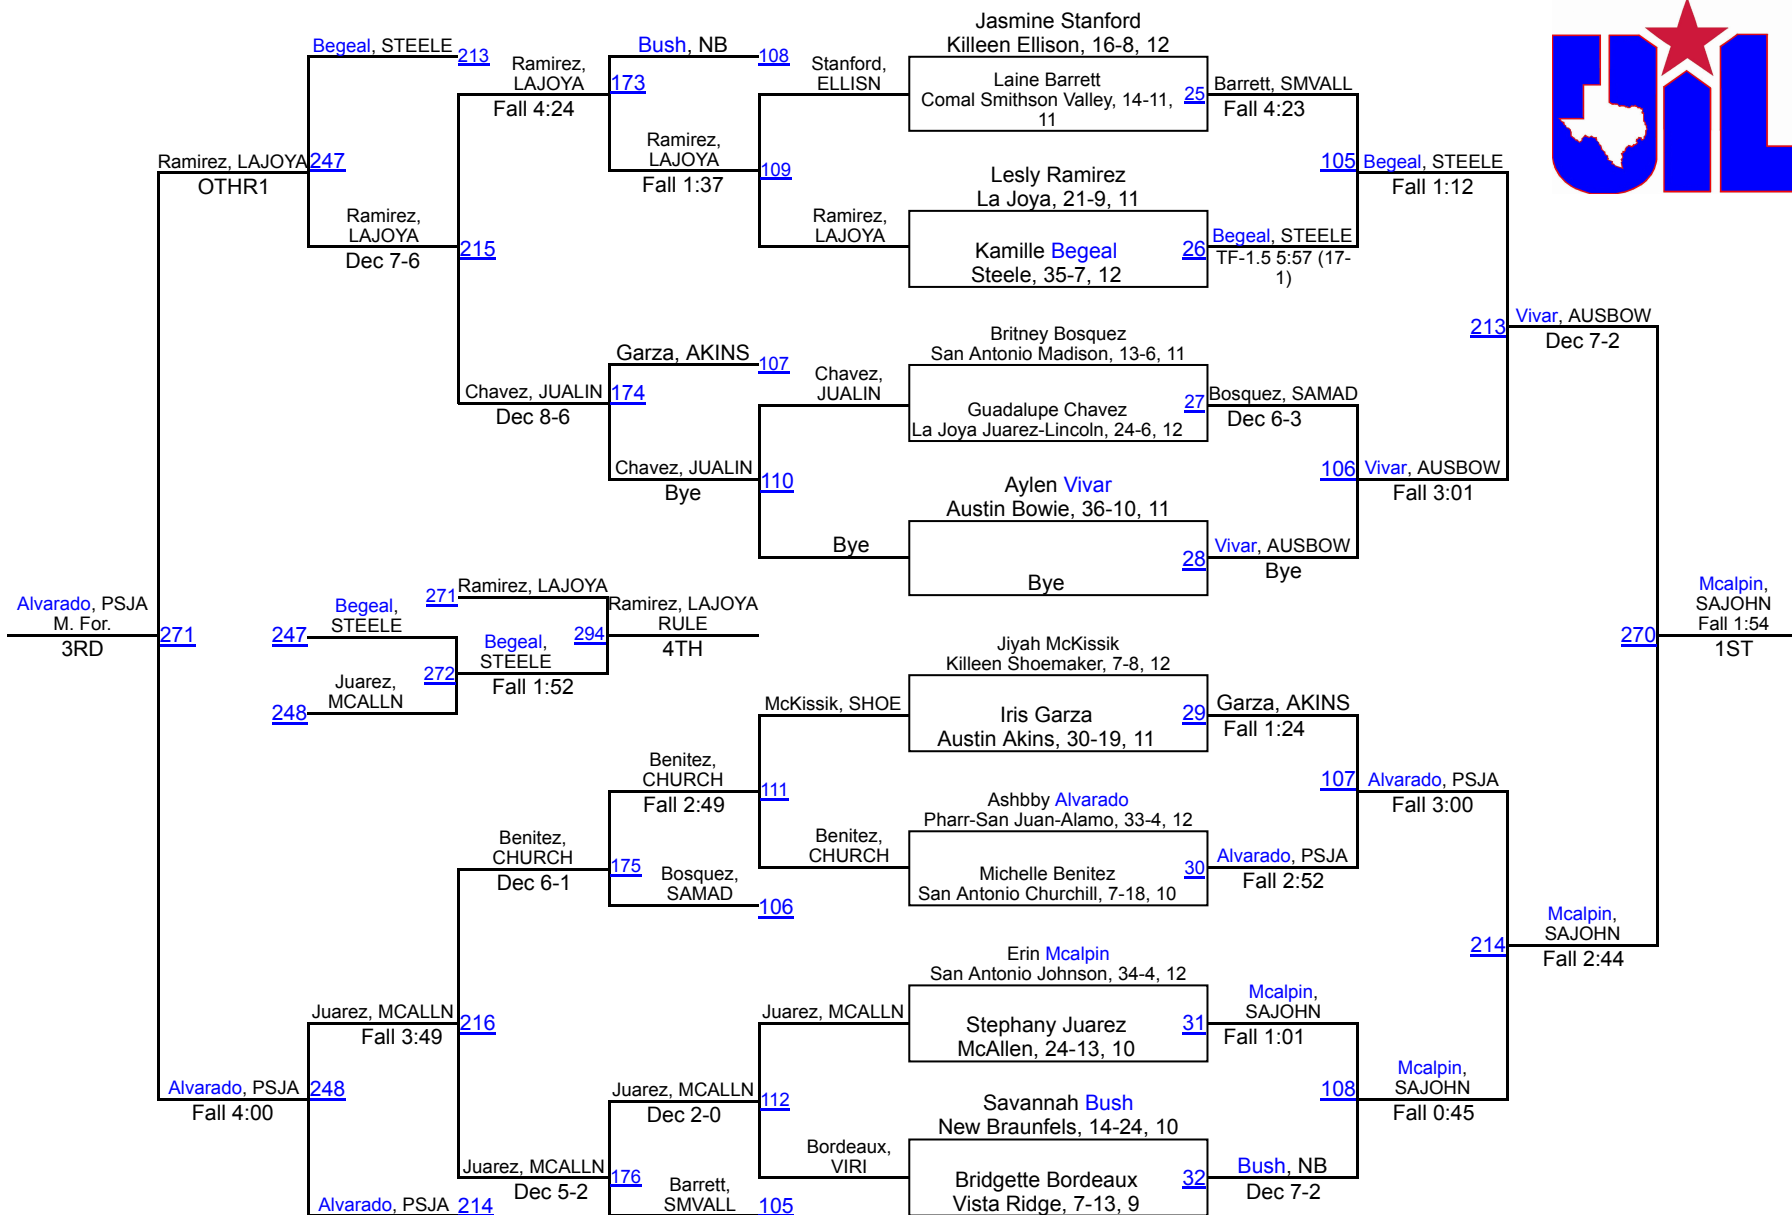 Begeal, STEELE
213
Ramirez,
LAJOYA
Fall 4:24
Bush, NB
108
173
Ramirez,
LAJOYA
Fall 1:37
109
Stanford,
ELLISN
Ramirez,
LAJOYA
Ramirez, LAJOYA
OTHR1
247
Ramirez,
LAJOYA
Dec 7-6
215
Garza, AKINS
107
Chavez, JUALIN
Dec 8-6
174
Chavez, JUALIN
Bye
110
Chavez,
JUALIN
Bye
Alvarado, PSJA
M. For.
3RD
271
271
Ramirez, LAJOYA
247
Begeal,
STEELE
Begeal,
STEELE
Fall 1:52
272
248
Juarez,
MCALLN
294
Ramirez, LAJOYA
RULE
4TH
McKissik, SHOE
Benitez,
CHURCH
Fall 2:49
111
Benitez,
CHURCH
Benitez,
CHURCH
Dec 6-1
175
Bosquez,
SAMAD
106
Juarez, MCALLN
Fall 3:49
216
Juarez, MCALLN
Alvarado, PSJA
Fall 4:00
248
Juarez, MCALLN
Dec 2-0
112
Bordeaux,
VIRI
Juarez, MCALLN
Dec 5-2
176
Barrett,
SMVALL
105
Alvarado, PSJA
214
Jasmine Stanford
Killeen Ellison, 16-8, 12
Laine Barrett
Comal Smithson Valley, 14-11,
11
25
Barrett, SMVALL
Fall 4:23
Lesly Ramirez
La Joya, 21-9, 11
Kamille Begeal
Steele, 35-7, 12
26
Begeal, STEELE
TF-1.5 5:57 (17-
1)
105
Begeal, STEELE
Fall 1:12
Britney Bosquez
San Antonio Madison, 13-6, 11
Guadalupe Chavez
La Joya Juarez-Lincoln, 24-6, 12
27
Bosquez, SAMAD
Dec 6-3
Aylen Vivar
Austin Bowie, 36-10, 11
Bye
28
Vivar, AUSBOW
Bye
106
Vivar, AUSBOW
Fall 3:01
213
Vivar, AUSBOW
Dec 7-2
Jiyah McKissik
Killeen Shoemaker, 7-8, 12
Iris Garza
Austin Akins, 30-19, 11
29
Garza, AKINS
Fall 1:24
Ashbby Alvarado
Pharr-San Juan-Alamo, 33-4, 12
Michelle Benitez
San Antonio Churchill, 7-18, 10
30
Alvarado, PSJA
Fall 2:52
107
Alvarado, PSJA
Fall 3:00
Erin Mcalpin
San Antonio Johnson, 34-4, 12
Stephany Juarez
McAllen, 24-13, 10
31
Mcalpin,
SAJOHN
Fall 1:01
Savannah Bush
New Braunfels, 14-24, 10
Bridgette Bordeaux
Vista Ridge, 7-13, 9
32
Bush, NB
Dec 7-2
108
Mcalpin,
SAJOHN
Fall 0:45
214
Mcalpin,
SAJOHN
Fall 2:44
270
Mcalpin,
SAJOHN
Fall 1:54
1ST
UIL